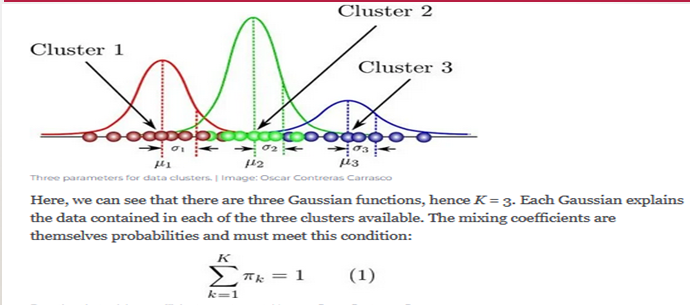 Cluster 2
Cluster 1
Cluster 3
σ1
σ2
σ3
μ1
μ2
μ3
Three parameters for data clusters. | Image: Oscar Contreras Carrasco
Here, we can see that there are three Gaussian functions, hence K = 3. Each Gaussian explains
the data contained in each of the three clusters available. The mixing coefficients are
themselves probabilities and must meet this condition:
K
∑ πk = 1 (1)
k=1